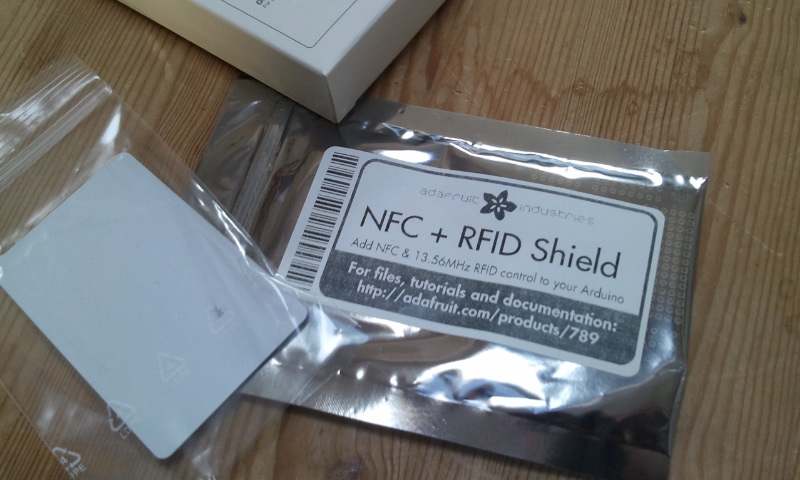 adafruit industries
NFC + RFID Shield
Add NFC & 13.56MHz RFID control to your Arduino
For files, tutorials and documentation:
http://adafruit.com/products/789